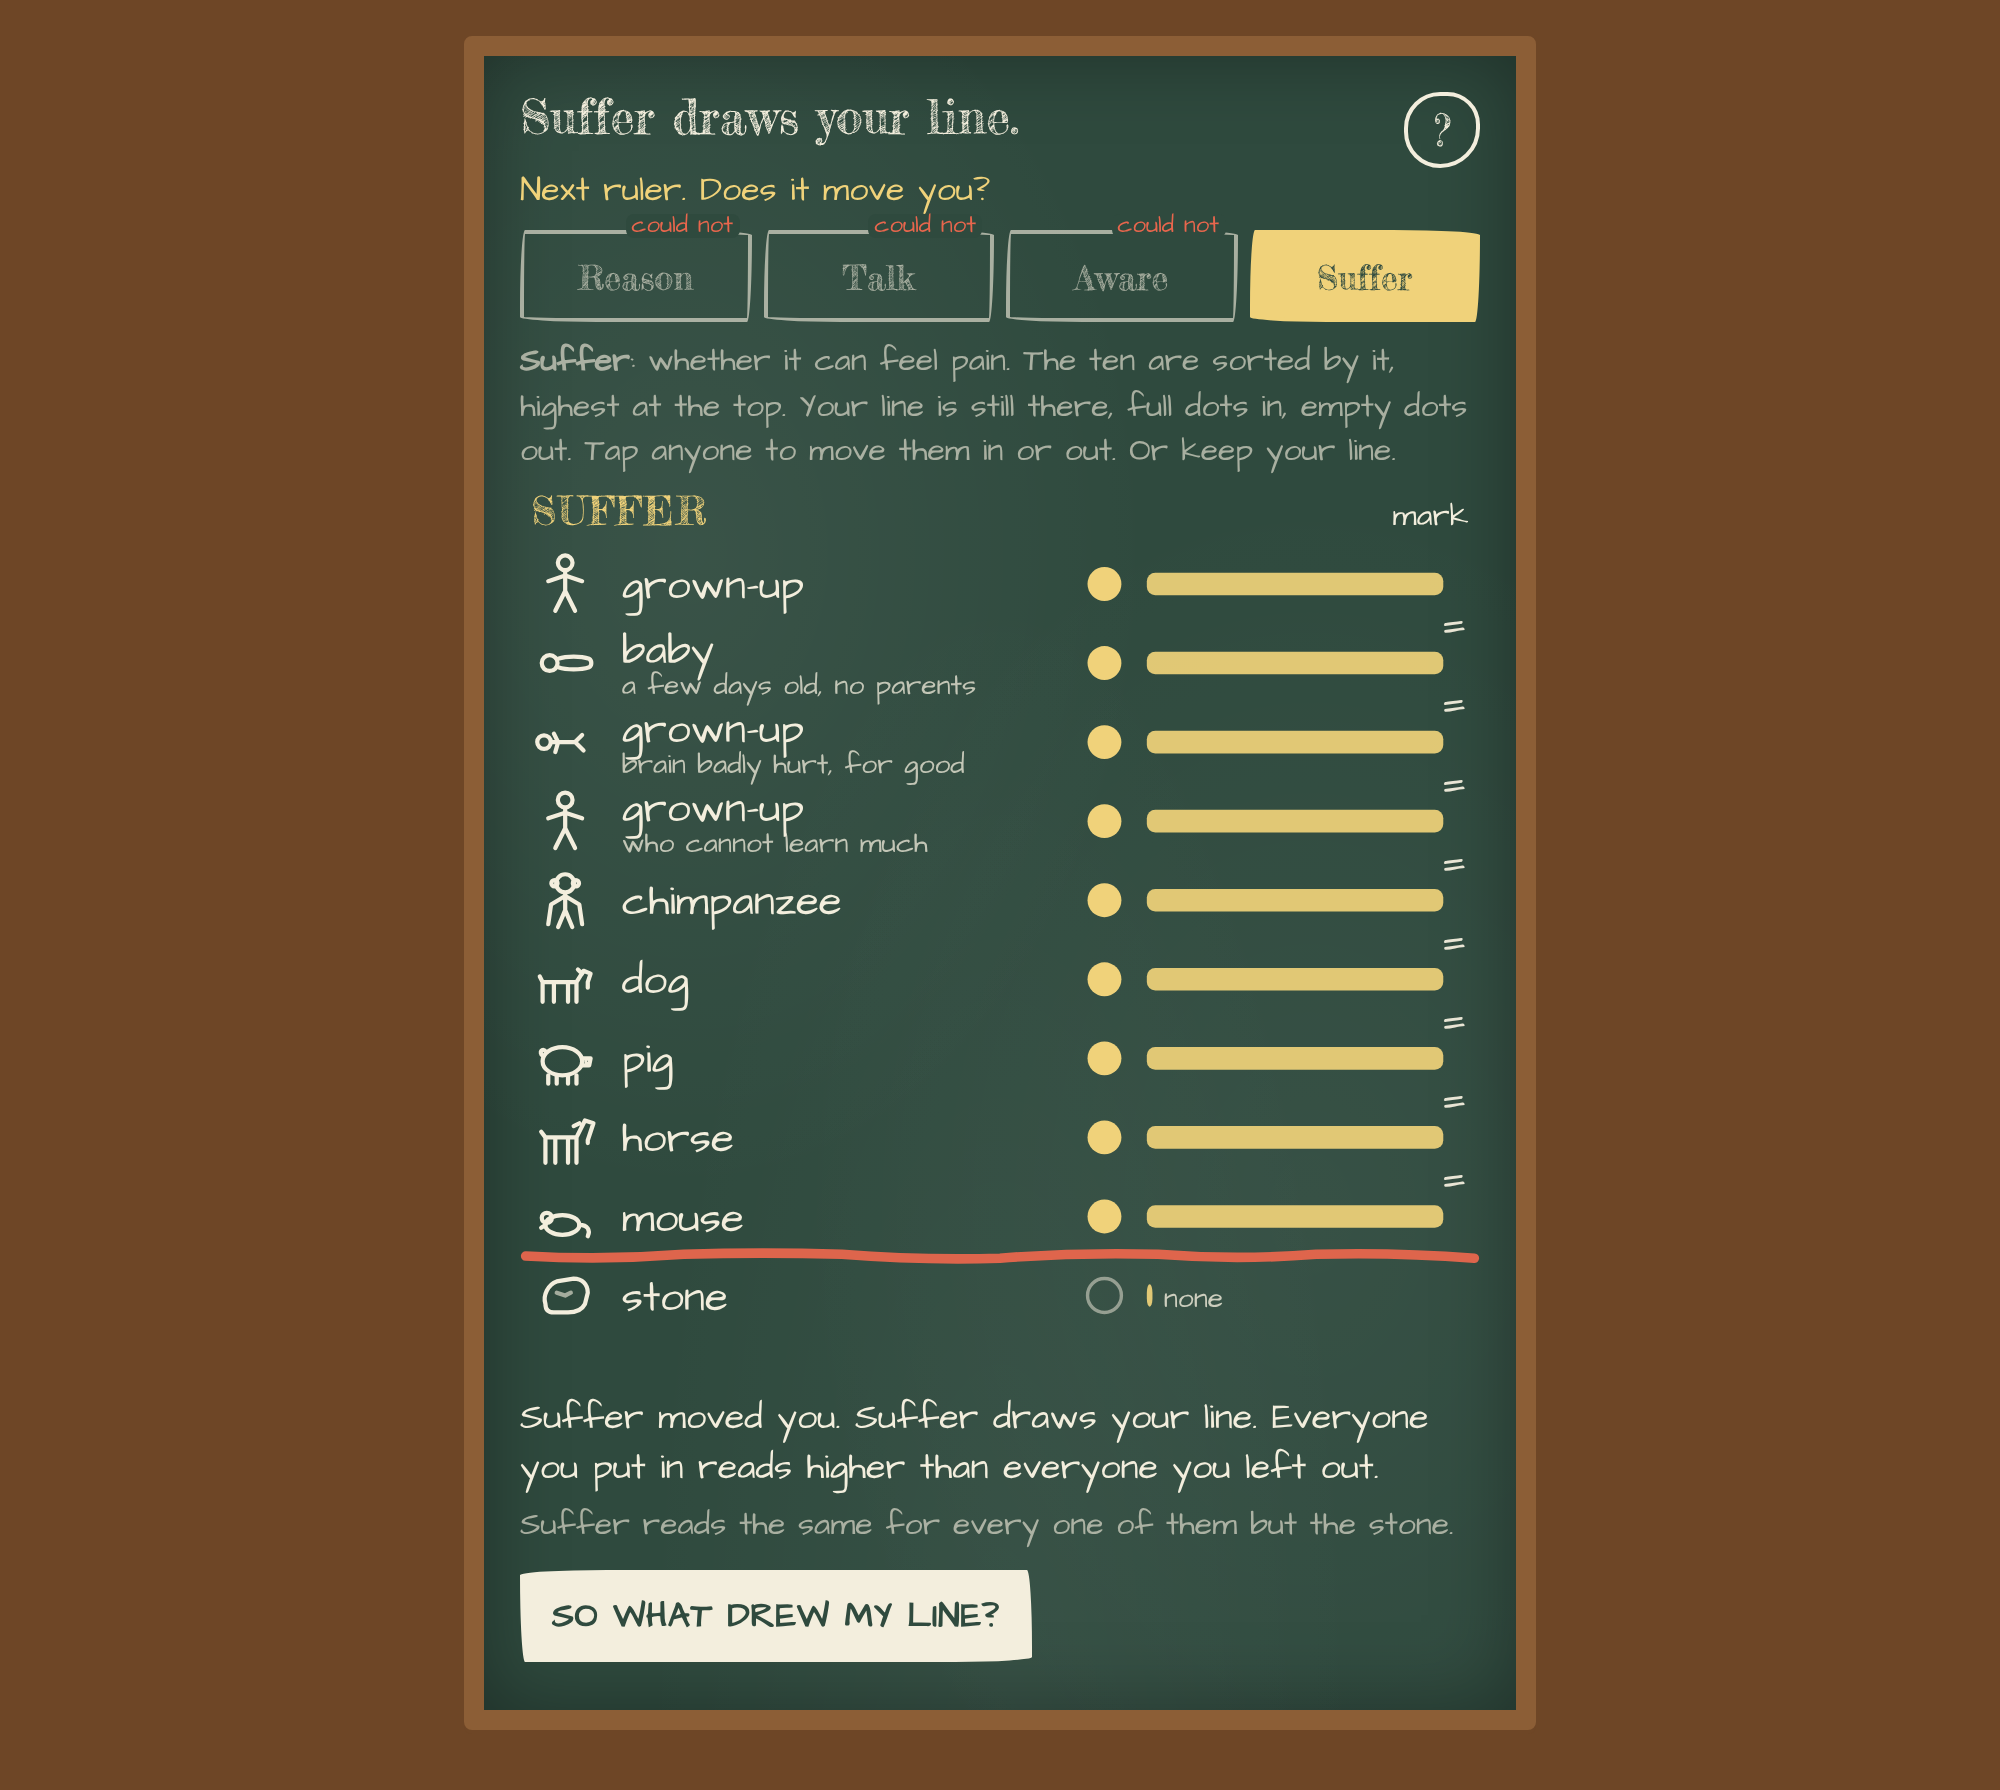 Suffer draws your line.
?
Next ruler. Does it move you?
could not
could not
could not
Reason
Talk
Aware
Suffer
Suffer: whether it can feel pain. The ten are sorted by it,
highest at the top. Your line is still there, full dots in, empty dots
out. Tap anyone to move them in or out. Or keep your line.
SUFFER
mark
grown-up
=
baby
a few days old, no parents
=
grown-up
brain badly hurt, for good
=
grown-up
who cannot learn much
=
chimpanzee
=
dog
=
pig
=
horse
=
mouse
stone
none
Suffer moved you. Suffer draws your line. Everyone
you put in reads higher than everyone you left out.
Suffer reads the same for every one of them but the stone.
SO WHAT DREW MY LINE?